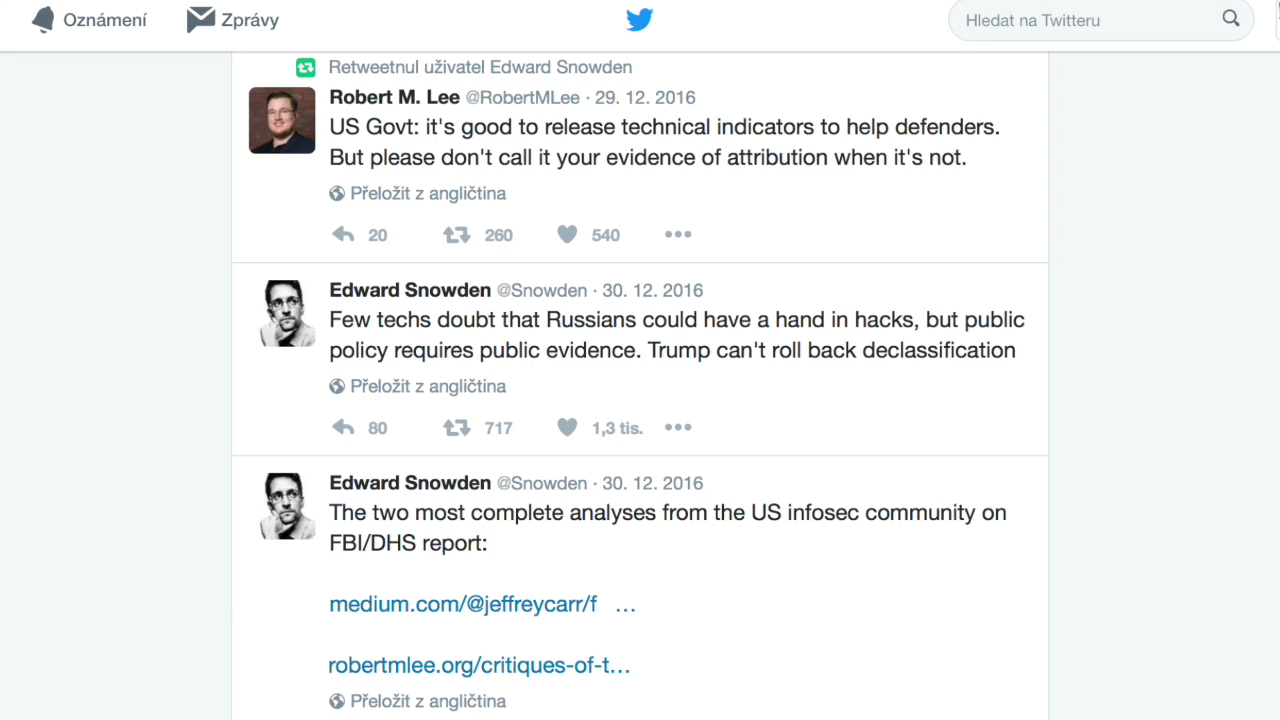 Oznámení Zprávy Hledat na Twitteru
Retweetnul uživatel Edward Snowden
Robert M. Lee @RobertMLee · 29. 12. 2016
US Govt: it's good to release technical indicators to help defenders.
But please don't call it your evidence of attribution when it's not.
Přeložit z angličtina
20 260 540
Edward Snowden @Snowden · 30. 12. 2016
Few techs doubt that Russians could have a hand in hacks, but public
policy requires public evidence. Trump can't roll back declassification
Přeložit z angličtina
80 717 1,3 tis.
Edward Snowden @Snowden · 30. 12. 2016
The two most complete analyses from the US infosec community on
FBI/DHS report:
medium.com/@jeffreycarr/f …
robertmlee.org/critiques-of-t…
Přeložit z angličtina